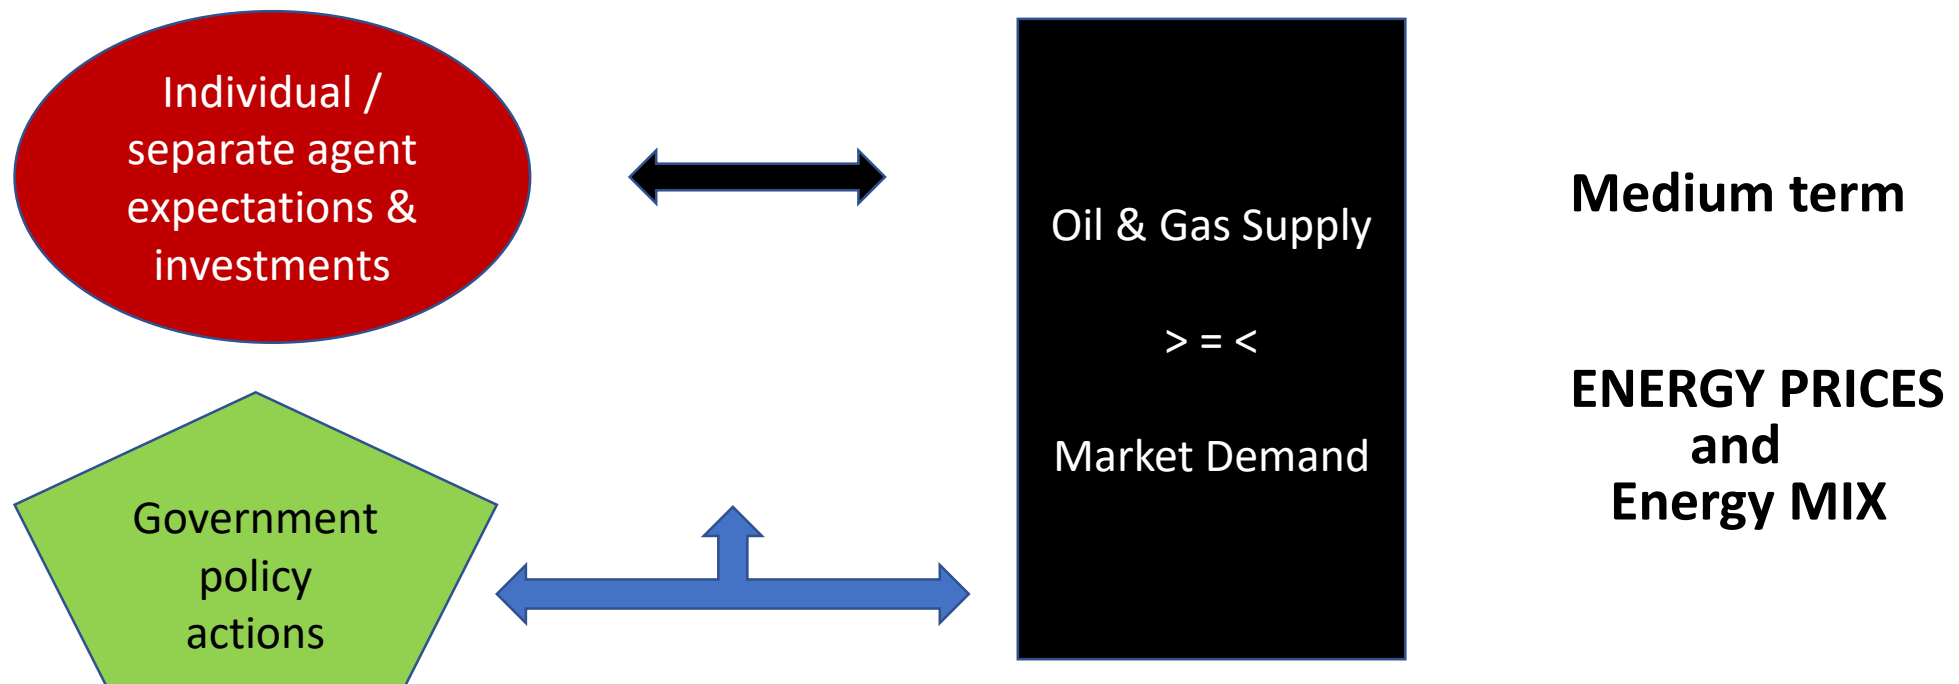 Individual /
separate agent
expectations &
investments
Government
policy
actions
Oil & Gas Supply
> = <
Market Demand
Medium term
ENERGY PRICES
and
Energy MIX